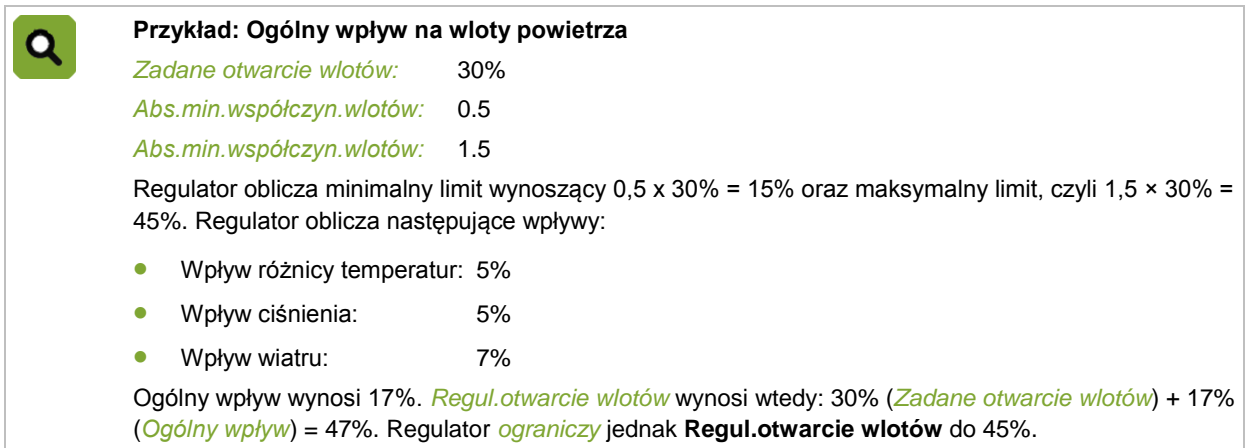 Przykład: Ogólny wpływ na wloty powietrza
Zadane otwarcie wlotów: 30%
Abs.min.współczyn.wlotów: 0.5
Abs.min.współczyn.wlotów: 1.5
Regulator oblicza minimalny limit wynoszący 0,5 x 30% = 15% oraz maksymalny limit, czyli 1,5 × 30% =
45%. Regulator oblicza następujące wpływy:
● Wpływ różnicy temperatur: 5%
● Wpływ ciśnienia: 5%
● Wpływ wiatru: 7%
Ogólny wpływ wynosi 17%. Regul.otwarcie wlotów wynosi wtedy: 30% (Zadane otwarcie wlotów) + 17%
(Ogólny wpływ) = 47%. Regulator ograniczy jednak Regul.otwarcie wlotów do 45%.